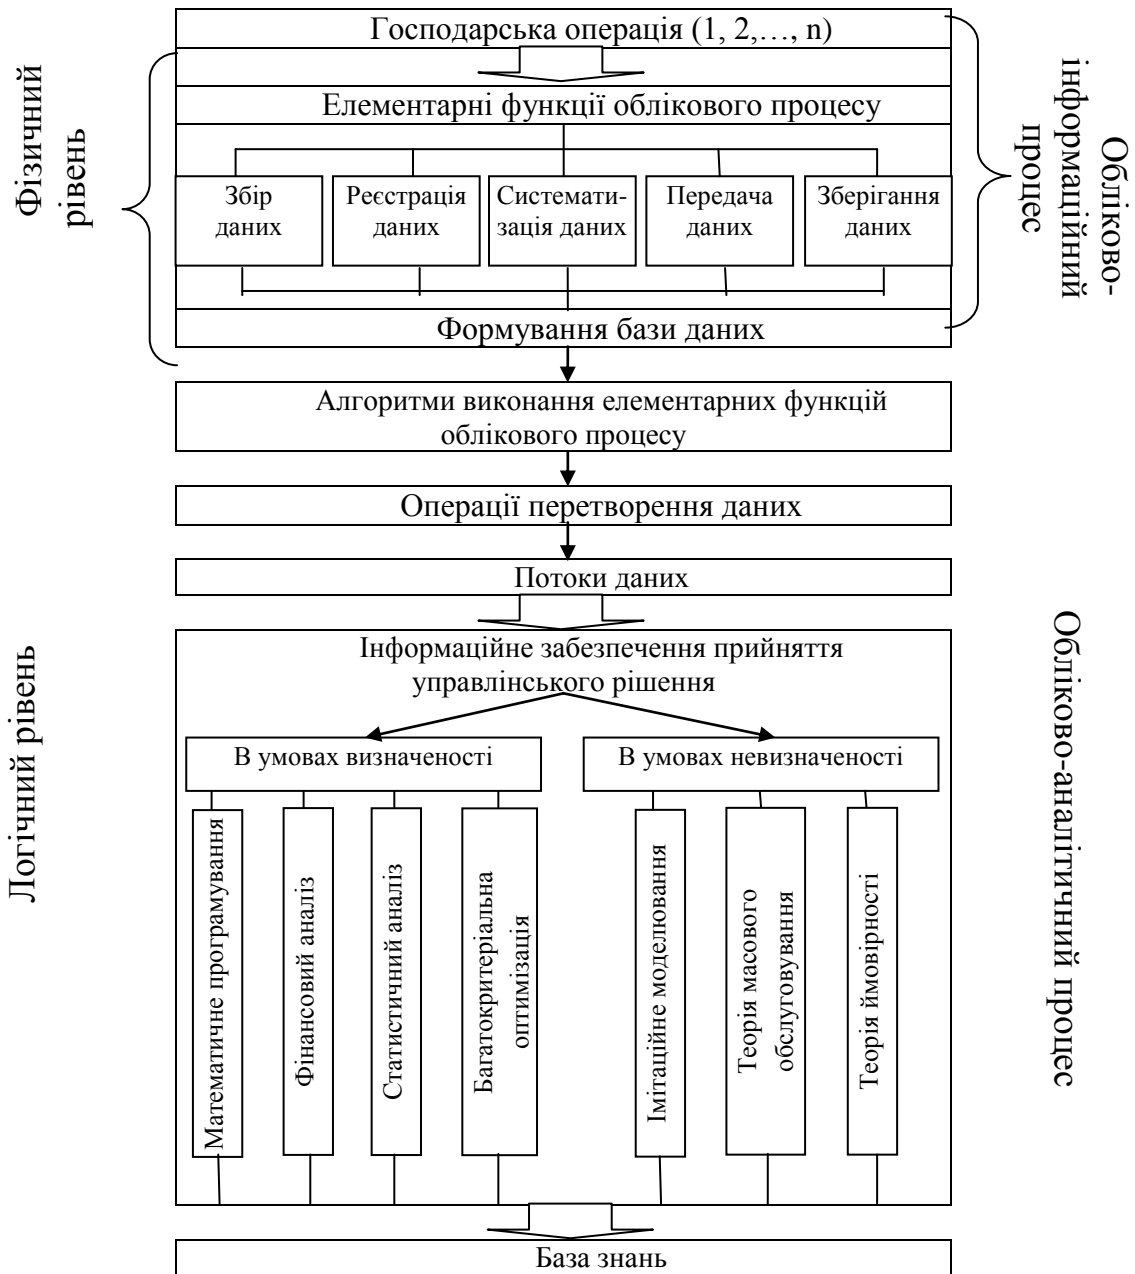 Господарська операція (1, 2,…, n)
Фізичний
рівень
Обліково-
інформаційний
процес
Елементарні функції облікового процесу
Збір
даних
Реєстрація
даних
Системати-
зація даних
Передача
даних
Зберігання
даних
Формування бази даних
Алгоритми виконання елементарних функцій
облікового процесу
Операції перетворення даних
Потоки даних
Логічний рівень
Обліково-аналітичний процес
Інформаційне забезпечення прийняття
управлінського рішення
В умовах визначеності
В умовах невизначеності
Математичне програмування
Фінансовий аналіз
Статистичний аналіз
Багатокритеріальна
оптимізація
Імітаційне моделювання
Теорія масового
обслуговування
Теорія ймовірності
База знань